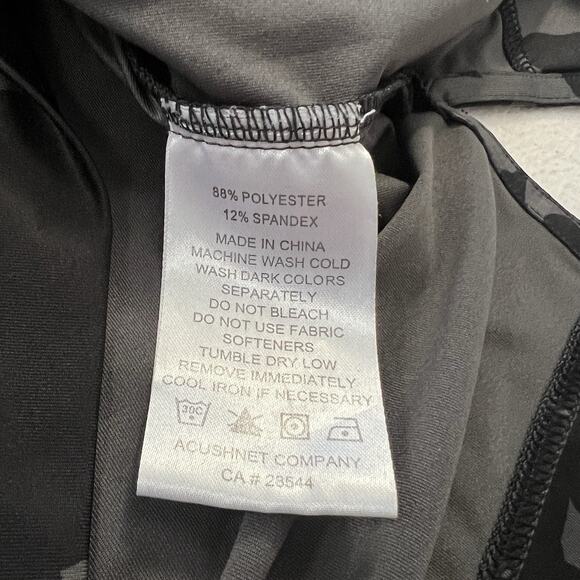 88% POLYESTER
12% SPANDEX
MADE IN CHINA
MACHINE WASH COLD
WASH DARK COLORS
SEPARATELY
DO NOT BLEACH
DO NOT USE FABRIC
SOFTENERS
TUMBLE DRY LOW
REMOVE IMMEDIATELY
COOL IRON IF NECESSARY
30C
ACUSHNET COMPANY
CA # 23544